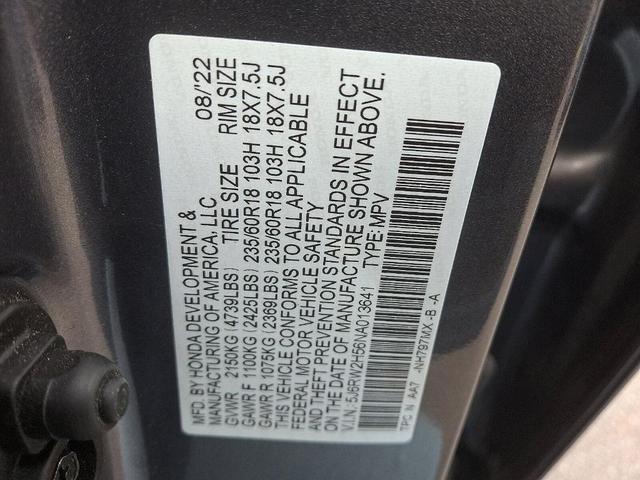 MFD. BY HONDA DEVELOPMENT & 08/'22
MANUFACTURING OF AMERICA, LLC
GVWR 2150KG (4739LBS) TIRE SIZE RIM SIZE
GAWR F 1100KG (2425LBS) 235/60R18 103H 18X7.5J
GAWR R 1075KG (2369LBS) 235/60R18 103H 18X7.5J
THIS VEHICLE CONFORMS TO ALL APPLICABLE
FEDERAL MOTOR VEHICLE SAFETY
AND THEFT PREVENTION STANDARDS IN EFFECT
ON THE DATE OF MANUFACTURE SHOWN ABOVE.
V.I.N.: 5J6RW2H56NA013641 TYPE: MPV
TPG N AA7 -NH797MX -B -A